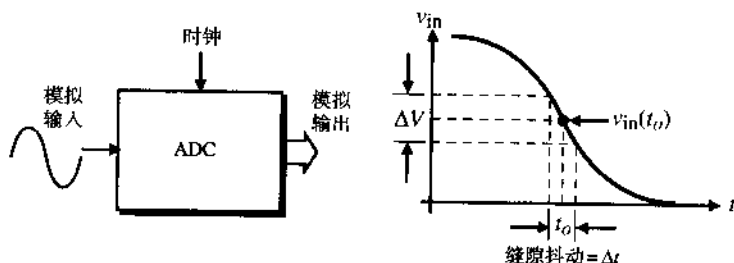 时钟
模拟
输入
ADC
模拟
输出
v_in
ΔV
v_in(t_o)
t
t_o
缝隙抖动=Δt